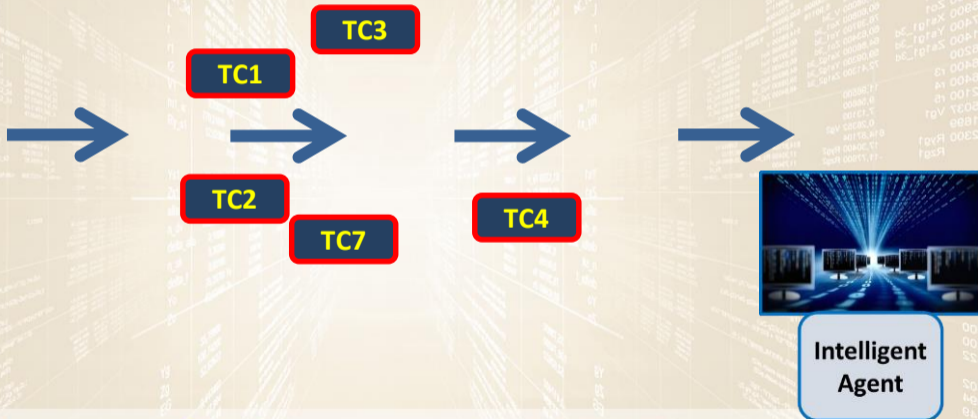 TC3
TC1
TC2
TC7
TC4
Intelligent
Agent